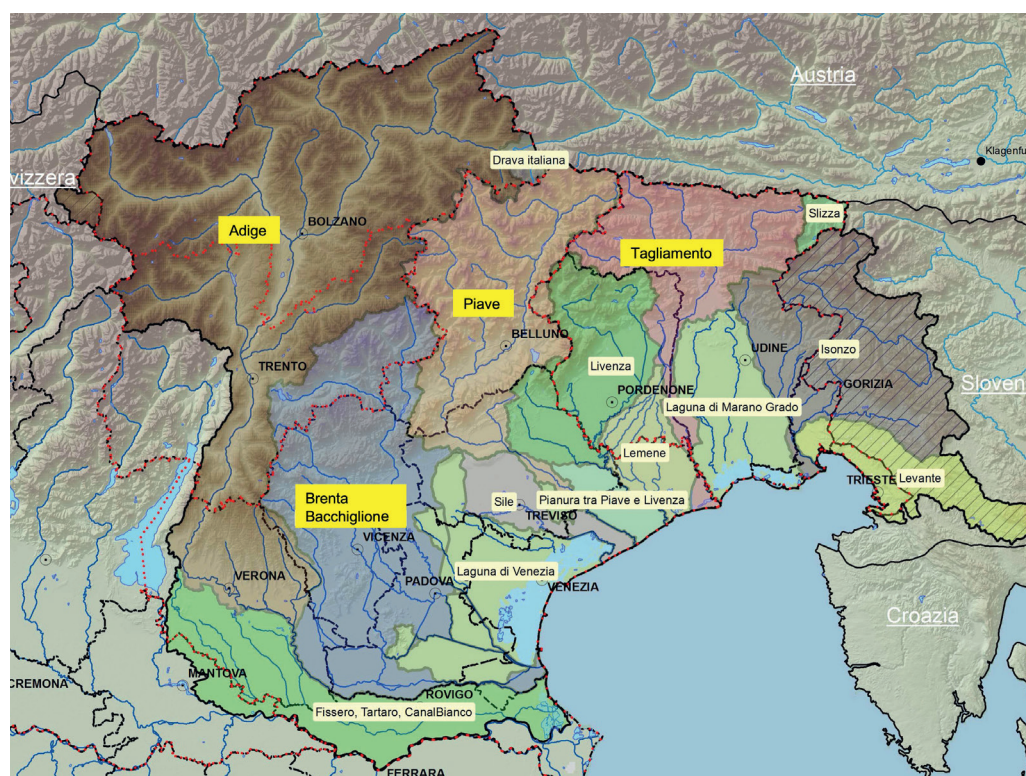 Austria
Klagenfu
Drava italiana
vizzera
Slizza
BOLZANO
Adige
Tagliamento
Piave
BELLUNO
UDINE
Isonzo
TRENTO
Livenza
GORIZIA
Sloven
PORDENONE
Laguna di Marano Grado
Lemene
Levante
TRIESTE
Brenta
Bacchiglione
Sile
Pianura tra Piave e Livenza
TREVISO
VICENZA
Laguna di Venezia
VERONA
PADOVA
VENEZIA
Croazia
MANTOVA
CREMONA
ROVIGO
Fissero, Tartaro, CanalBianco
FERRARA